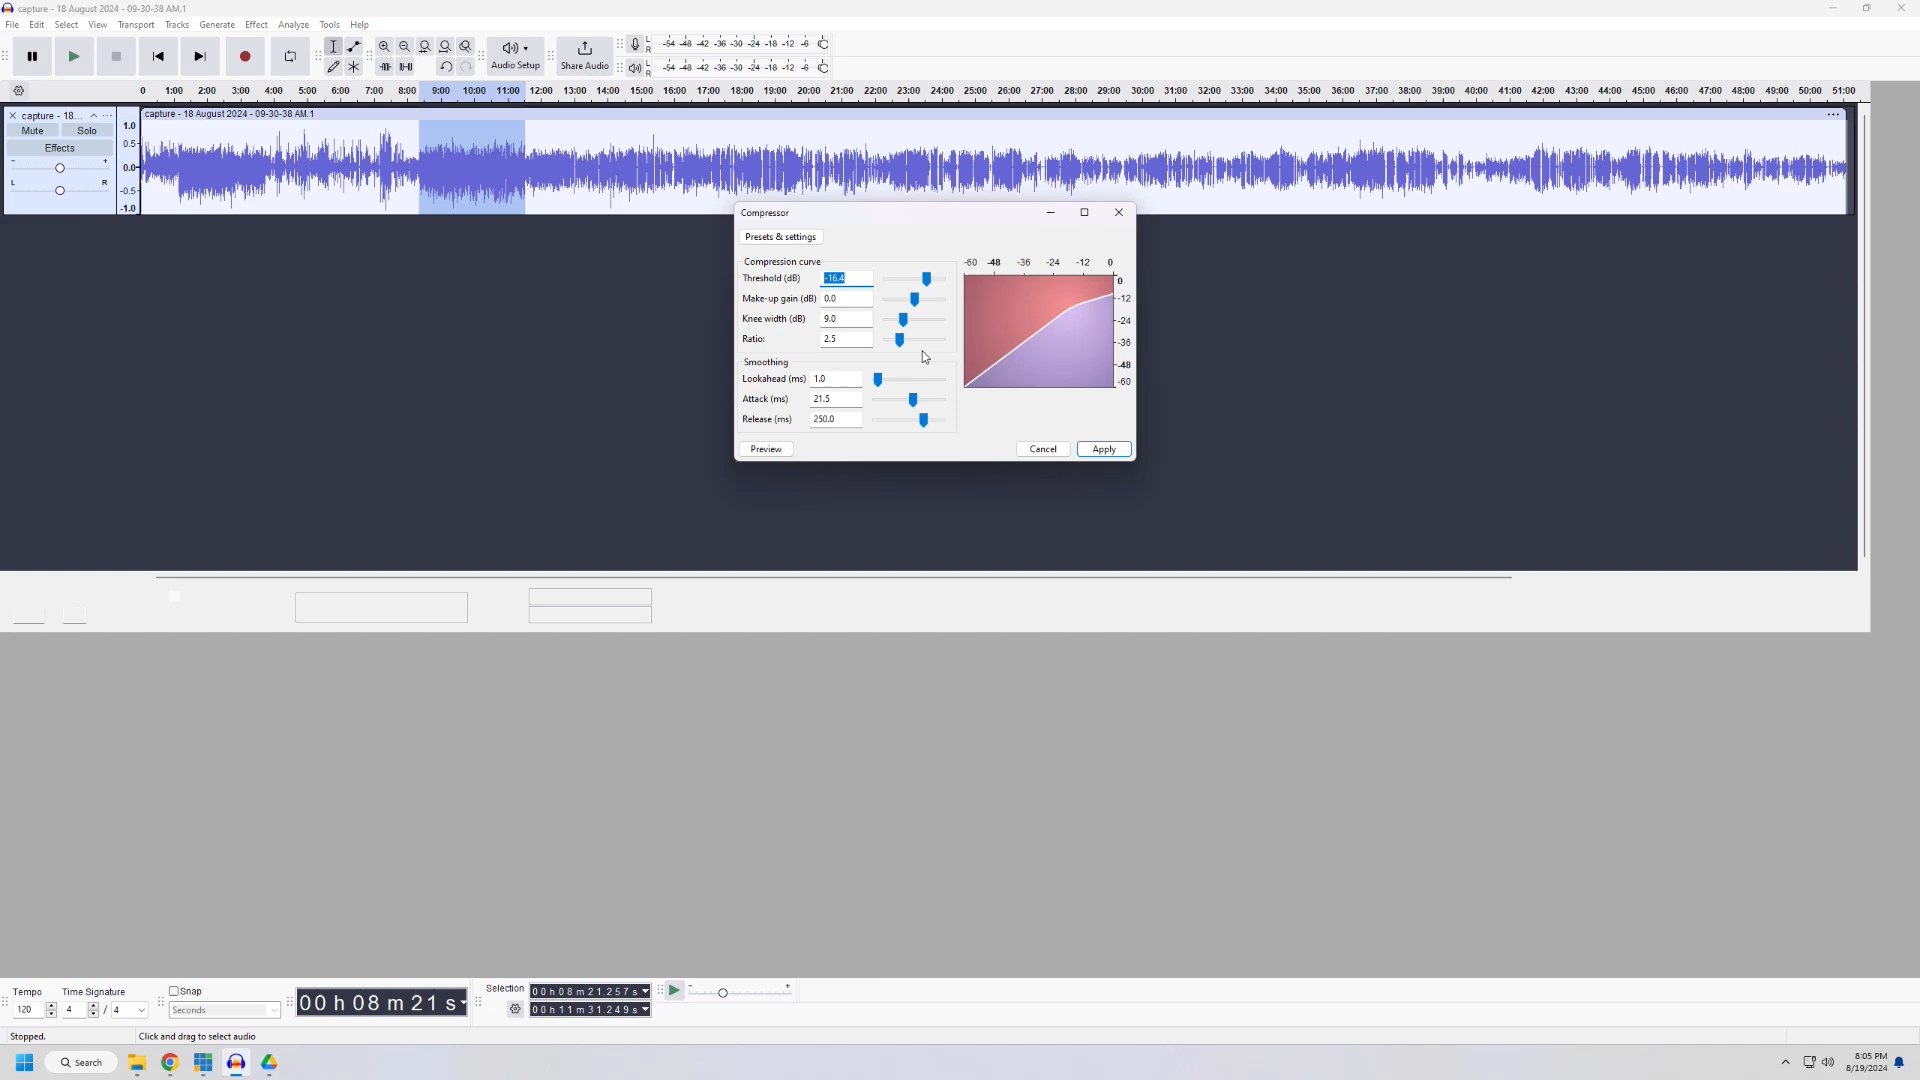 capture - 18 August 2024 - 09-30-38 AM.1
File Edit Select View Transport Tracks Generate Effect Analyze Tools Help
Audio Setup
Share Audio
L -54 -48 -42 -36 -30 -24 -18 -12 -6
R
L -54 -48 -42 -36 -30 -24 -18 -12 -6
R
0 1:00 2:00 3:00 4:00 5:00 6:00 7:00 8:00 9:00 10:00 11:00 12:00 13:00 14:00 15:00 16:00 17:00 18:00 19:00 20:00 21:00 22:00 23:00 24:00 25:00 26:00 27:00 28:00 29:00 30:00 31:00 32:00 33:00 34:00 35:00 36:00 37:00 38:00 39:00 40:00 41:00 42:00 43:00 44:00 45:00 46:00 47:00 48:00 49:00 50:00 51:00
capture - 18... ...
capture - 18 August 2024 - 09-30-38 AM.1 ...
Mute Solo
Effects
- +
L R
1.0
0.5
0.0
-0.5
-1.0
Compressor
Presets & settings
Compression curve
Threshold (dB) -16.4
Make-up gain (dB) 0.0
Knee width (dB) 9.0
Ratio: 2.5
Smoothing
Lookahead (ms) 1.0
Attack (ms) 21.5
Release (ms) 250.0
-60 -48 -36 -24 -12 0
0
-12
-24
-36
-48
-60
Preview Cancel Apply
Tempo Time Signature
120 4 / 4
Snap
Seconds
00 h 08 m 21 s
Selection 00 h 08 m 21.257 s
00 h 11 m 31.249 s
- +
Stopped. Click and drag to select audio
Search
8:05 PM
8/19/2024